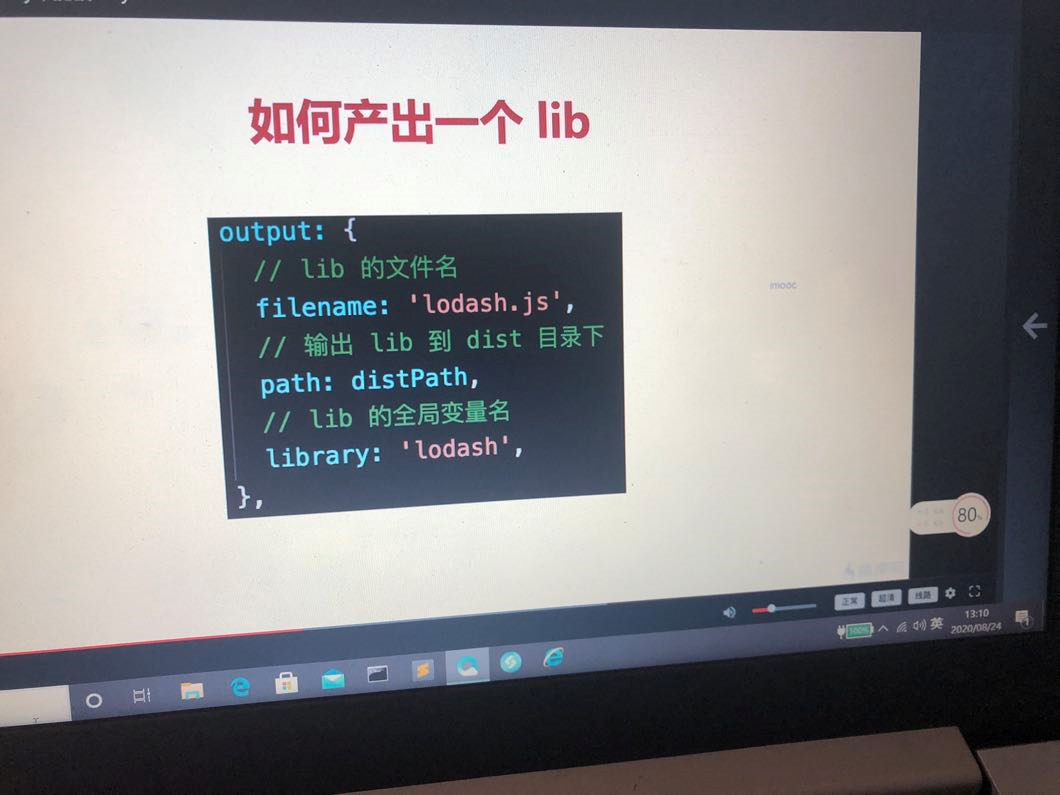 如何产出一个 lib
output: {
// lib 的文件名
filename: 'lodash.js',
// 输出 lib 到 dist 目录下
path: distPath,
// lib 的全局变量名
library: 'lodash',
},
imooc
80%
正常 超清 线路
100% 英
13:10
2020/08/24